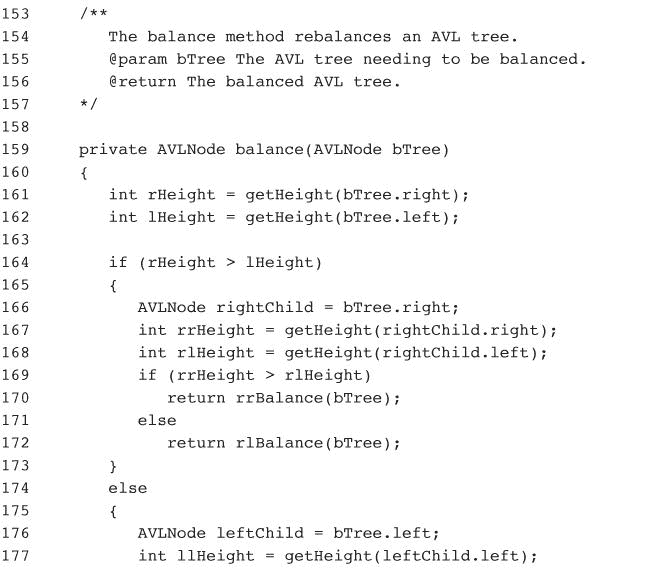 153 /**
154 The balance method rebalances an AVL tree.
155 @param bTree The AVL tree needing to be balanced.
156 @return The balanced AVL tree.
157 */
158
159 private AVLNode balance(AVLNode bTree)
160 {
161 int rHeight = getHeight(bTree.right);
162 int lHeight = getHeight(bTree.left);
163
164 if (rHeight > lHeight)
165 {
166 AVLNode rightChild = bTree.right;
167 int rrHeight = getHeight(rightChild.right);
168 int rlHeight = getHeight(rightChild.left);
169 if (rrHeight > rlHeight)
170 return rrBalance(bTree);
171 else
172 return rlBalance(bTree);
173 }
174 else
175 {
176 AVLNode leftChild = bTree.left;
177 int llHeight = getHeight(leftChild.left);